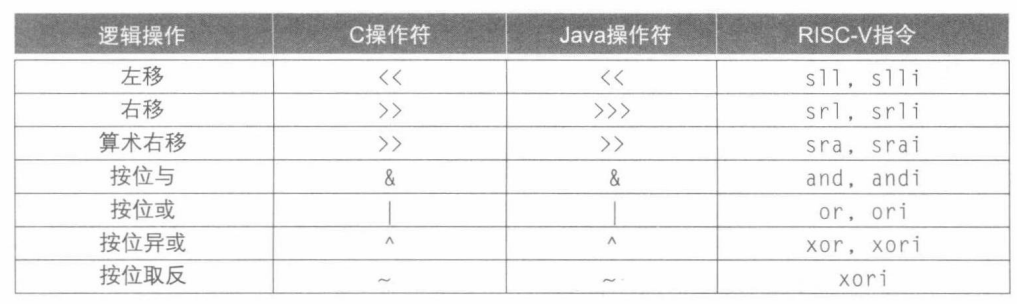 逻辑操作 C操作符 Java操作符 RISC-V指令
左移 << << sll, slli
右移 >> >>> srl, srli
算术右移 >> >> sra, srai
按位与 & & and, andi
按位或 | | or, ori
按位异或 ^ ^ xor, xori
按位取反 ~ ~ xori